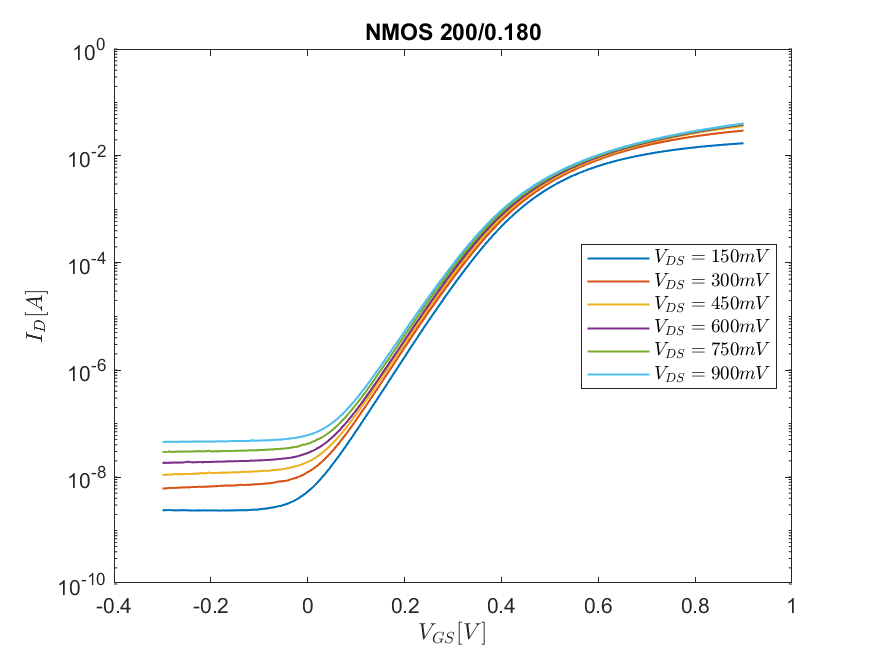 NMOS 200/0.180
10^0
10^-2
10^-4
10^-6
10^-8
10^-10
I_D[A]
V_DS = 150mV
V_DS = 300mV
V_DS = 450mV
V_DS = 600mV
V_DS = 750mV
V_DS = 900mV
-0.4 -0.2 0 0.2 0.4 0.6 0.8 1
V_GS[V]